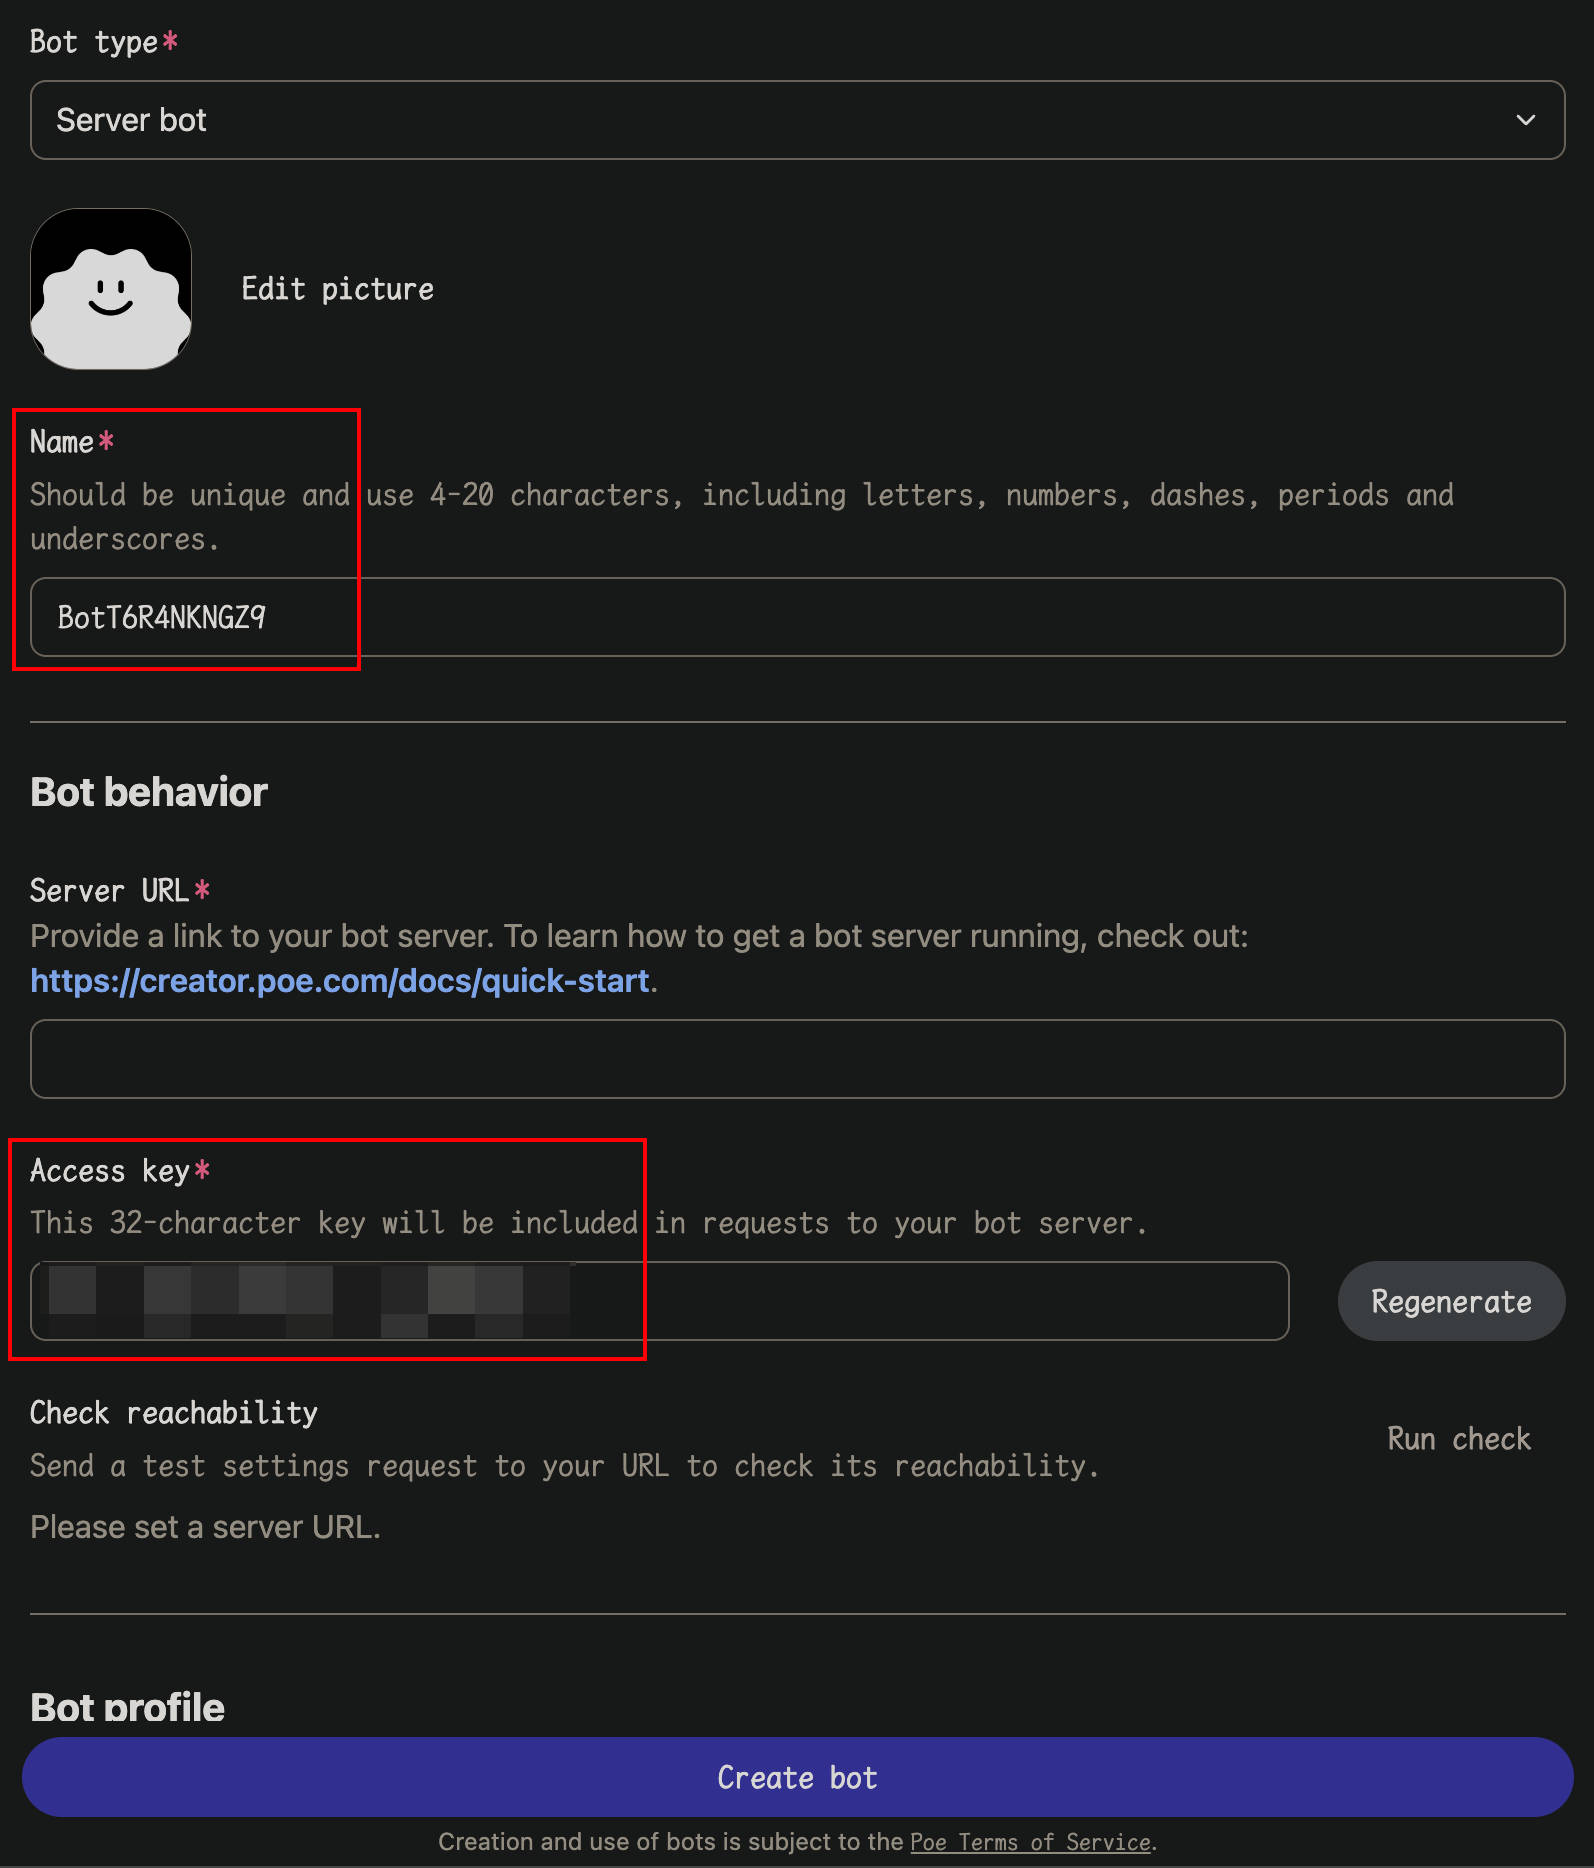 Bot type*
Server bot
Edit picture
Name*
Should be unique and use 4-20 characters, including letters, numbers, dashes, periods and
underscores.
BotT6R4NKNGZ9
Bot behavior
Server URL*
Provide a link to your bot server. To learn how to get a bot server running, check out:
https://creator.poe.com/docs/quick-start.
Access key*
This 32-character key will be included in requests to your bot server.
Regenerate
Check reachability
Run check
Send a test settings request to your URL to check its reachability.
Please set a server URL.
Bot profile
Create bot
Creation and use of bots is subject to the Poe Terms of Service.